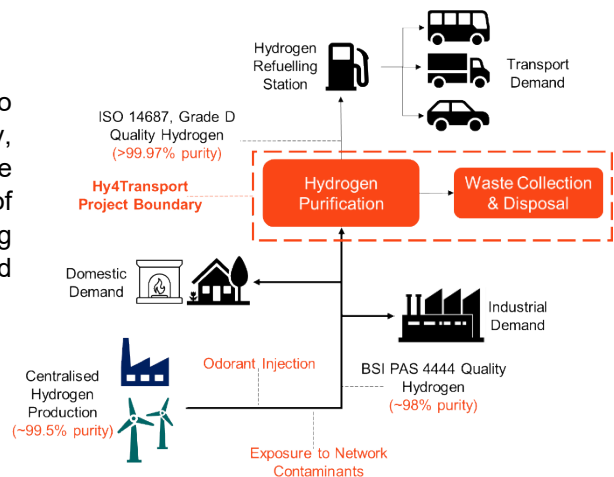 o
y,
e
of
g
d
Hydrogen
Refuelling
Station
Transport
Demand
ISO 14687, Grade D
Quality Hydrogen
(>99.97% purity)
Hy4Transport
Project Boundary
Hydrogen
Purification
Waste Collection
& Disposal
Domestic
Demand
Industrial
Demand
Odorant Injection
BSI PAS 4444 Quality
Hydrogen
(~98% purity)
Centralised
Hydrogen
Production
(~99.5% purity)
Exposure to Network
Contaminants